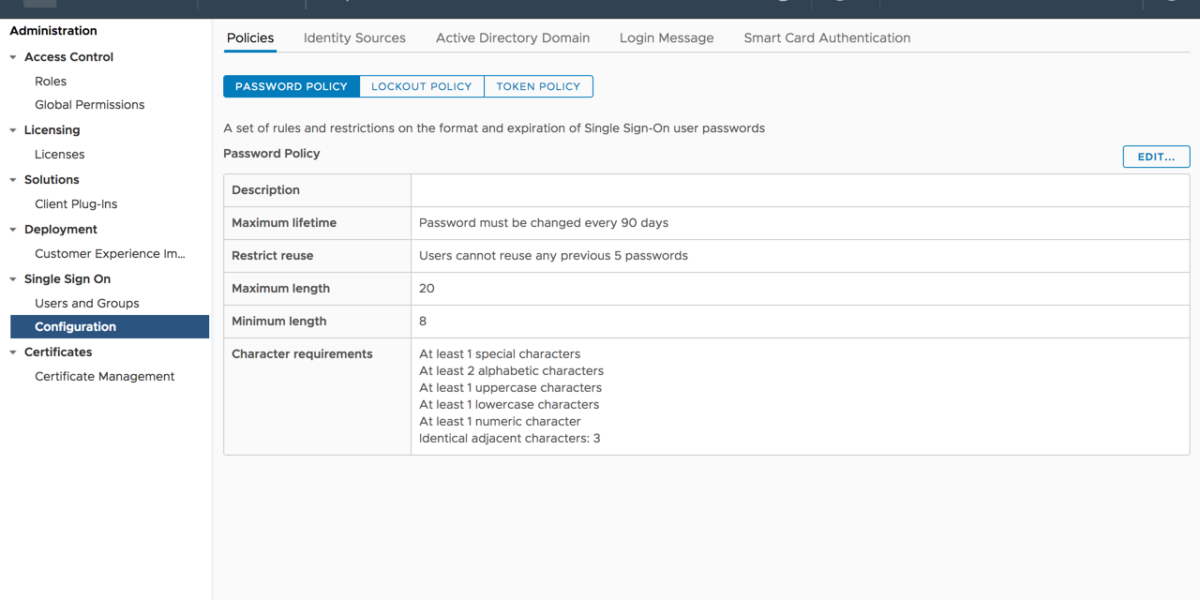 Administration
Access Control
Roles
Global Permissions
Licensing
Licenses
Solutions
Client Plug-Ins
Deployment
Customer Experience Im...
Single Sign On
Users and Groups
Configuration
Certificates
Certificate Management
Policies Identity Sources Active Directory Domain Login Message Smart Card Authentication
PASSWORD POLICY LOCKOUT POLICY TOKEN POLICY
A set of rules and restrictions on the format and expiration of Single Sign-On user passwords
Password Policy
EDIT...
Description
Maximum lifetime Password must be changed every 90 days
Restrict reuse Users cannot reuse any previous 5 passwords
Maximum length 20
Minimum length 8
Character requirements At least 1 special characters
At least 2 alphabetic characters
At least 1 uppercase characters
At least 1 lowercase characters
At least 1 numeric character
Identical adjacent characters: 3